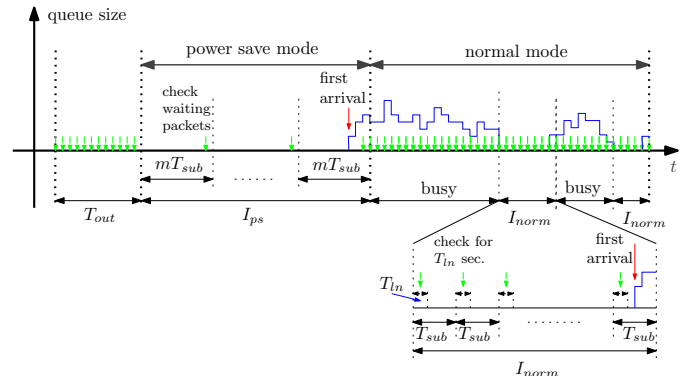 queue size
power save mode
normal mode
check
waiting
packets
first
arrival
mT_sub
......
mT_sub
t
T_out
I_ps
busy
I_norm
busy
I_norm
check for
T_ln sec.
first
arrival
T_ln
T_sub
T_sub
........
T_sub
I_norm